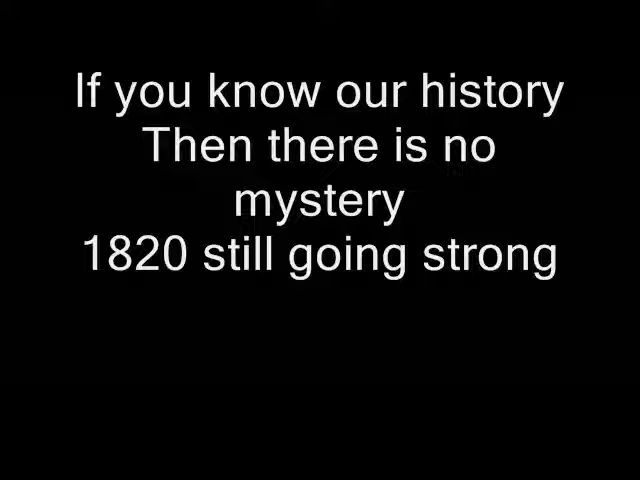 If you know our history
Then there is no
mystery
1820 still going strong